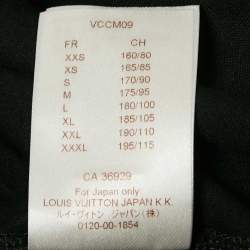 VCCM09
FR CH
XXS 160/80
XS 165/85
S 170/90
M 175/95
L 180/100
XL 185/105
XXL 190/110
XXXL 195/115
CA 36929
For Japan only:
LOUIS VUITTON JAPAN K.K.
ルイ・ヴィトン ジャパン(株)
0120-00-1854